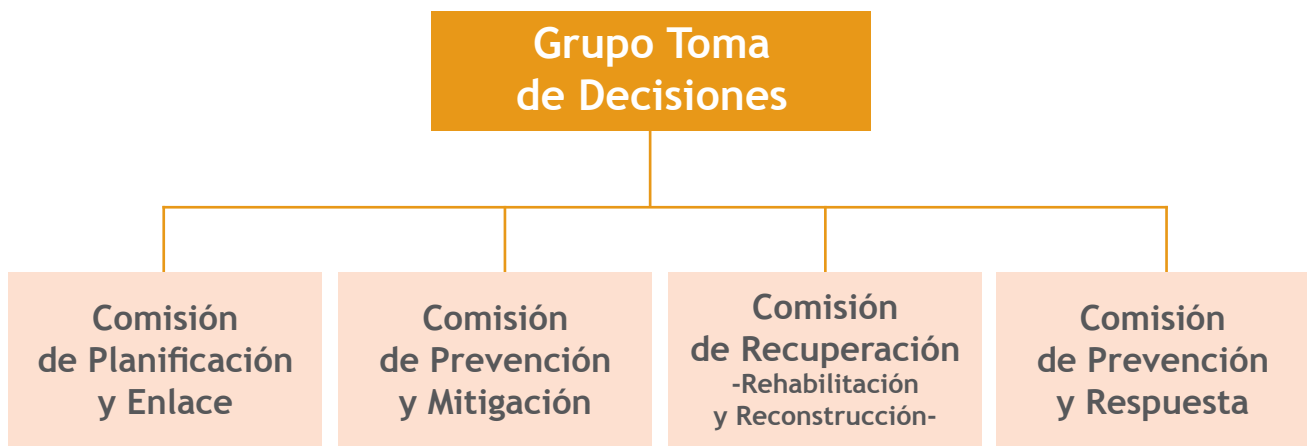 Grupo Toma
de Decisiones
Comisión
de Planificación
y Enlace
Comisión
de Prevención
y Mitigación
Comisión
de Recuperación
-Rehabilitación
y Reconstrucción-
Comisión
de Prevención
y Respuesta